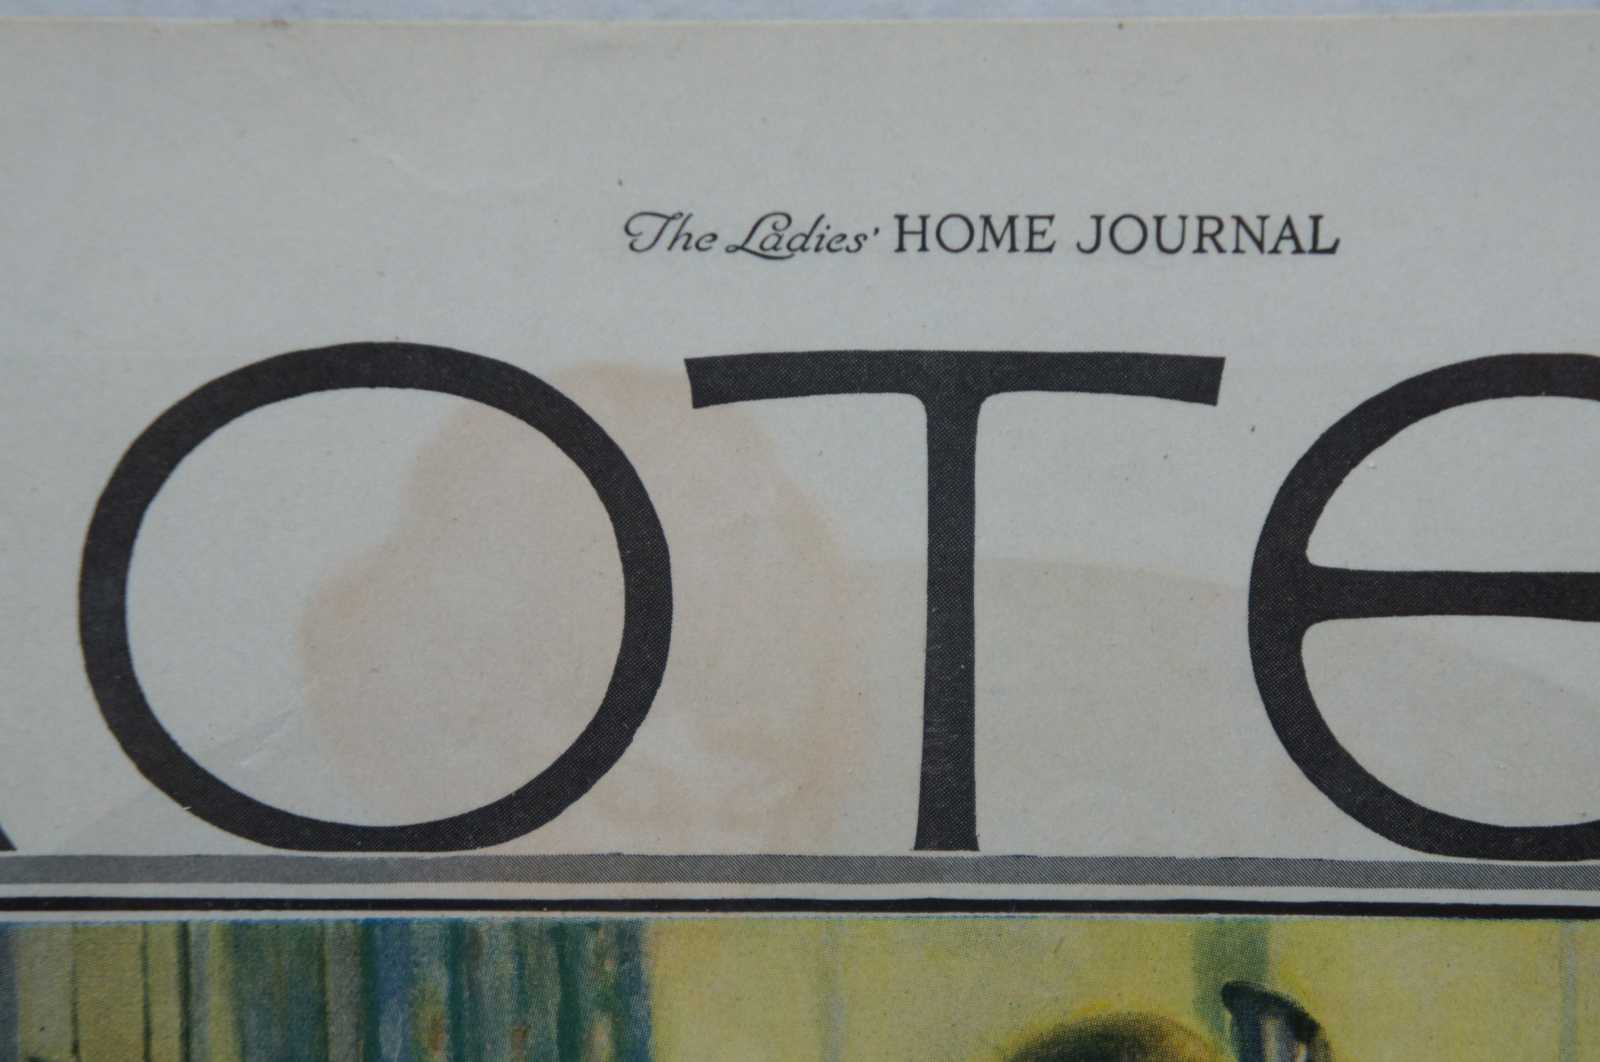 The Ladies' HOME JOURNAL
OTE